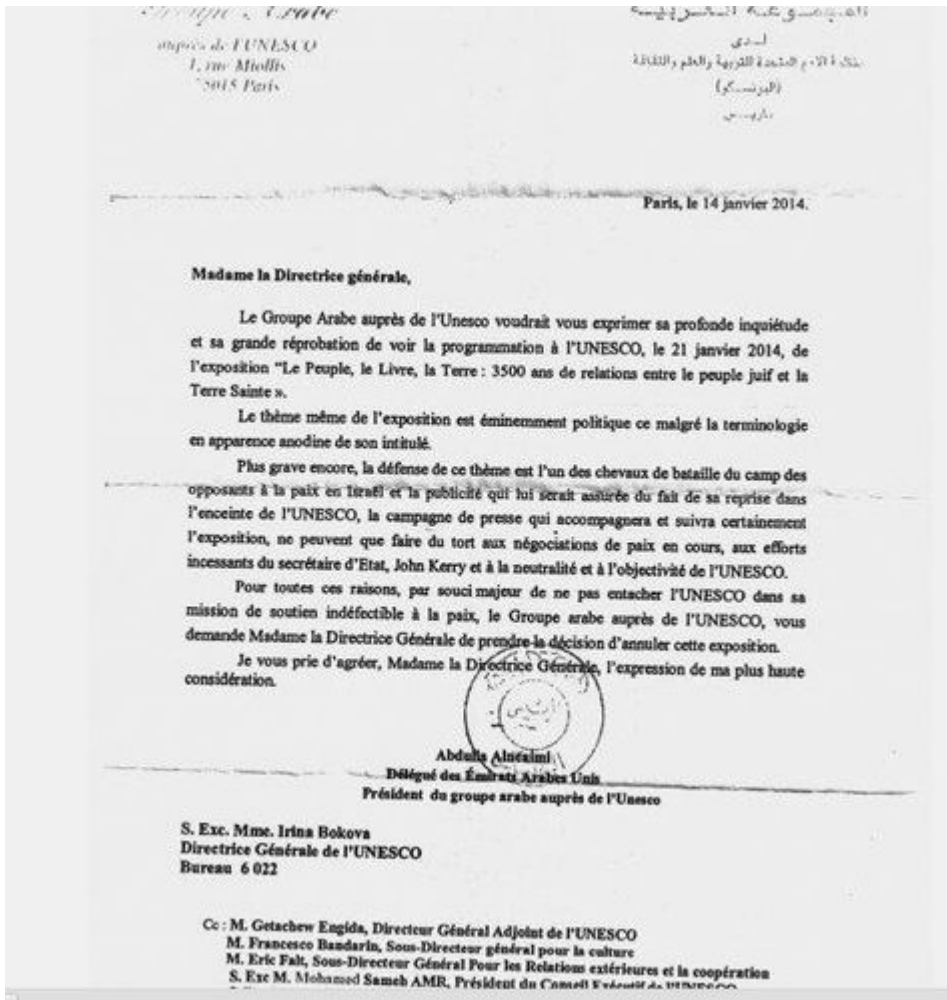 Groupe Arabe
auprès de l'UNESCO
1, rue Miollis
75015 Paris
لـدى
(اليونسكو)
باريـس
Paris, le 14 janvier 2014.
Madame la Directrice générale,
Le Groupe Arabe auprès de l'Unesco voudrait vous exprimer sa profonde inquiétude
et sa grande réprobation de voir la programmation à l'UNESCO, le 21 janvier 2014, de
l'exposition "Le Peuple, le Livre, la Terre : 3500 ans de relations entre le peuple juif et la
Terre Sainte ».
Le thème même de l'exposition est éminemment politique ce malgré la terminologie
en apparence anodine de son intitulé.
Plus grave encore, la défense de ce thème est l'un des chevaux de bataille du camp des
opposants à la paix en Israël et la publicité qui lui serait assurée du fait de sa reprise dans
l'enceinte de l'UNESCO, la campagne de presse qui accompagnera et suivra certainement
l'exposition, ne peuvent que faire du tort aux négociations de paix en cours, aux efforts
incessants du secrétaire d'Etat, John Kerry et à la neutralité et à l'objectivité de l'UNESCO.
Pour toutes ces raisons, par souci majeur de ne pas entacher l'UNESCO dans sa
mission de soutien indéfectible à la paix, le Groupe arabe auprès de l'UNESCO, vous
demande Madame la Directrice Générale de prendre la décision d'annuler cette exposition.
Je vous prie d'agréer, Madame la Directrice Générale, l'expression de ma plus haute
considération.
Abdulla Alneaimi
Délégué des Émirats Arabes Unis
Président du groupe arabe auprès de l'Unesco
S. Exc. Mme. Irina Bokova
Directrice Générale de l'UNESCO
Bureau 6 022
Cc : M. Getachew Engida, Directeur Général Adjoint de l'UNESCO
M. Francesco Bandarin, Sous-Directeur général pour la culture
M. Eric Falt, Sous-Directeur Général Pour les Relations extérieures et la coopération
S. Exc M. Mohamed Sameh AMR, Président du Conseil Exécutif de l'UNESCO